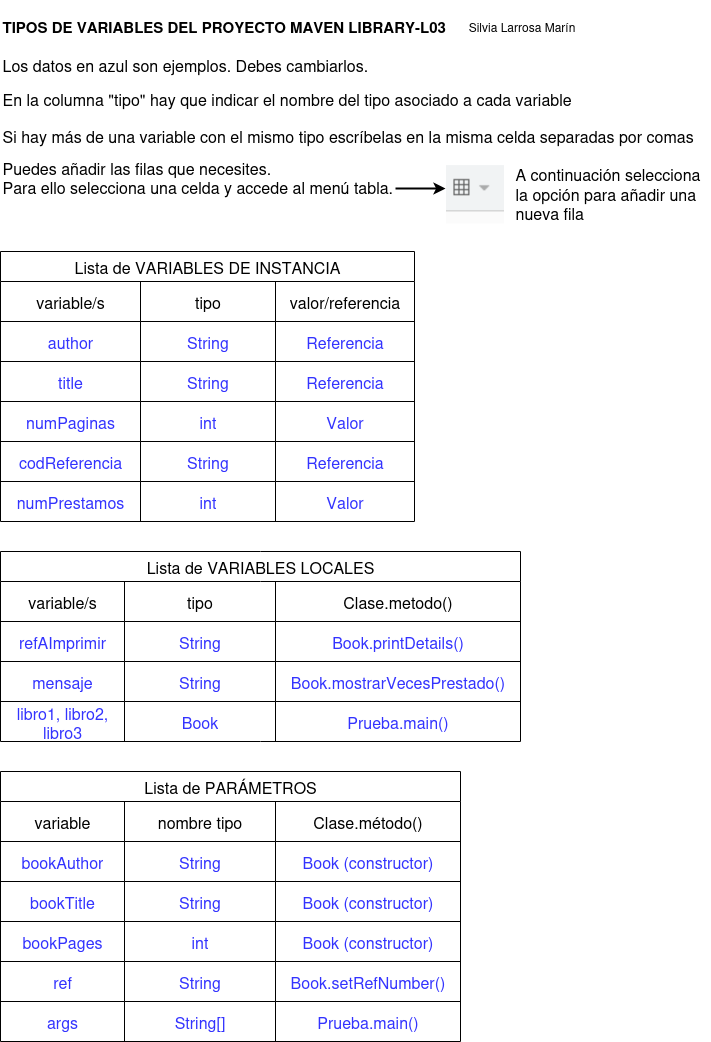 TIPOS DE VARIABLES DEL PROYECTO MAVEN LIBRARY-L03 Silvia Larrosa Marín
Los datos en azul son ejemplos. Debes cambiarlos.
En la columna "tipo" hay que indicar el nombre del tipo asociado a cada variable
Si hay más de una variable con el mismo tipo escríbelas en la misma celda separadas por comas
Puedes añadir las filas que necesites.
Para ello selecciona una celda y accede al menú tabla.
A continuación selecciona
la opción para añadir una
nueva fila
Lista de VARIABLES DE INSTANCIA
variable/s tipo valor/referencia
author String Referencia
title String Referencia
numPaginas int Valor
codReferencia String Referencia
numPrestamos int Valor
Lista de VARIABLES LOCALES
variable/s tipo Clase.metodo()
refAImprimir String Book.printDetails()
mensaje String Book.mostrarVecesPrestado()
libro1, libro2,
libro3 Book Prueba.main()
Lista de PARÁMETROS
variable nombre tipo Clase.método()
bookAuthor String Book (constructor)
bookTitle String Book (constructor)
bookPages int Book (constructor)
ref String Book.setRefNumber()
args String[] Prueba.main()